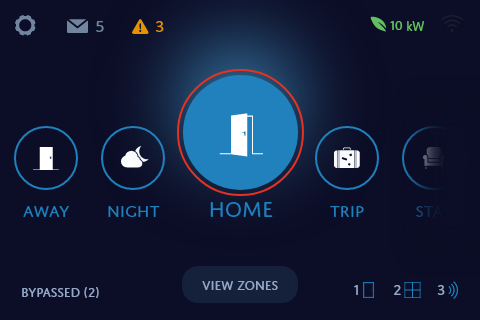 5
3
10 kW
AWAY
NIGHT
HOME
TRIP
BYPASSED (2)
VIEW ZONES
1
2
3